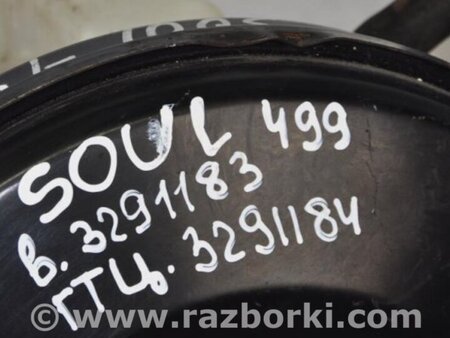 SOUL 499
В. 3291183
ГТЦ. 3291184
© www.razborki.com